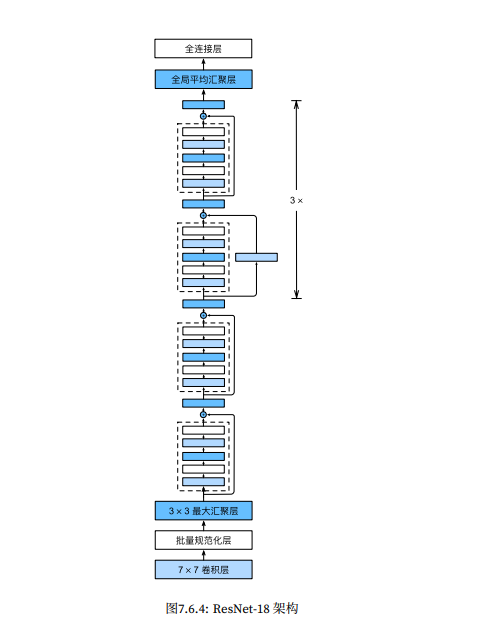 全连接层
全局平均汇聚层
3 ×
3 × 3 最大汇聚层
批量规范化层
7 × 7 卷积层
图7.6.4: ResNet-18 架构